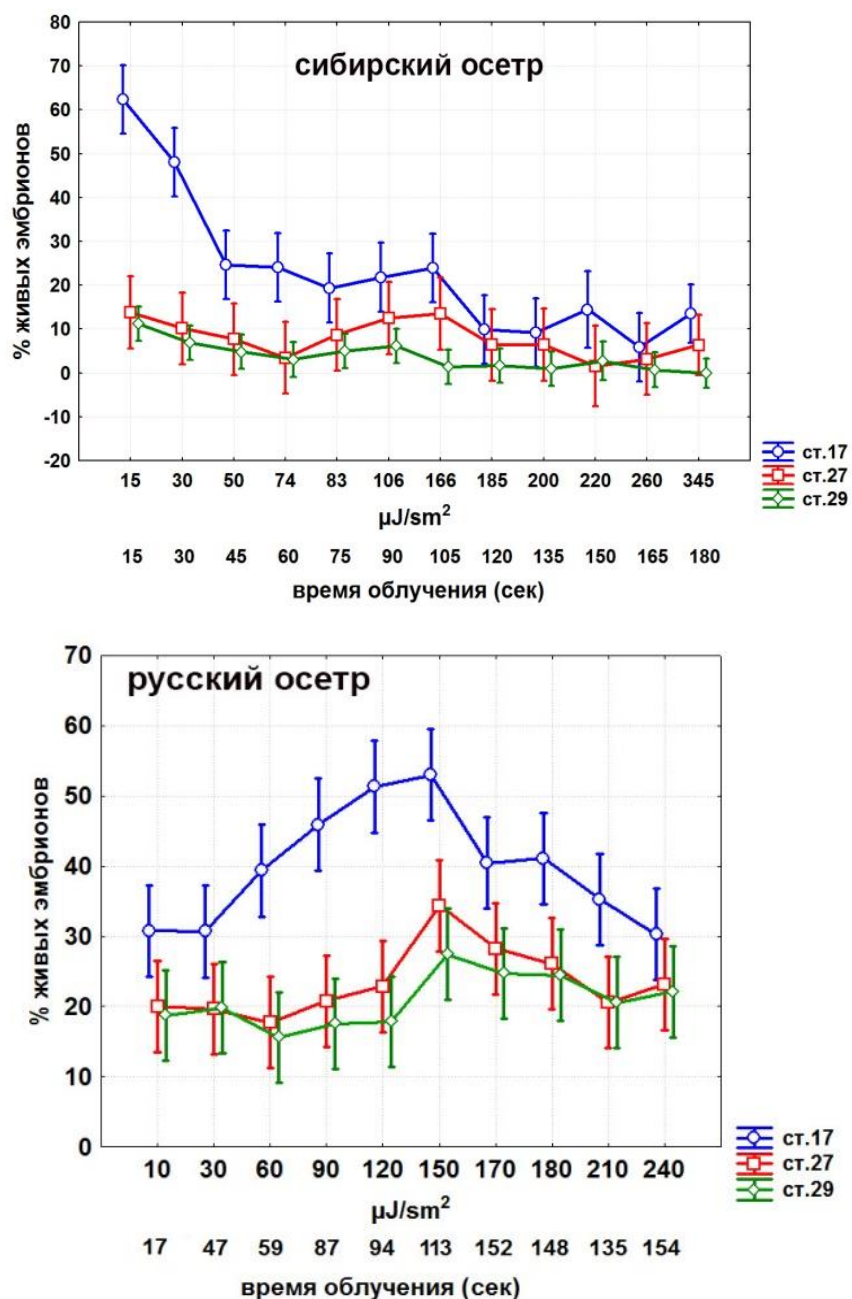 80
70
60
50
40
30
20
10
0
-10
-20
% живых эмбрионов
сибирский осетр
15 30 50 74 83 106 166 185 200 220 260 345
µJ/sm²
15 30 45 60 75 90 105 120 135 150 165 180
время облучения (сек)
ст.17
ст.27
ст.29
70
60
50
40
30
20
10
0
% живых эмбрионов
русский осетр
10 30 60 90 120 150 170 180 210 240
µJ/sm²
17 47 59 87 94 113 152 148 135 154
время облучения (сек)
ст.17
ст.27
ст.29